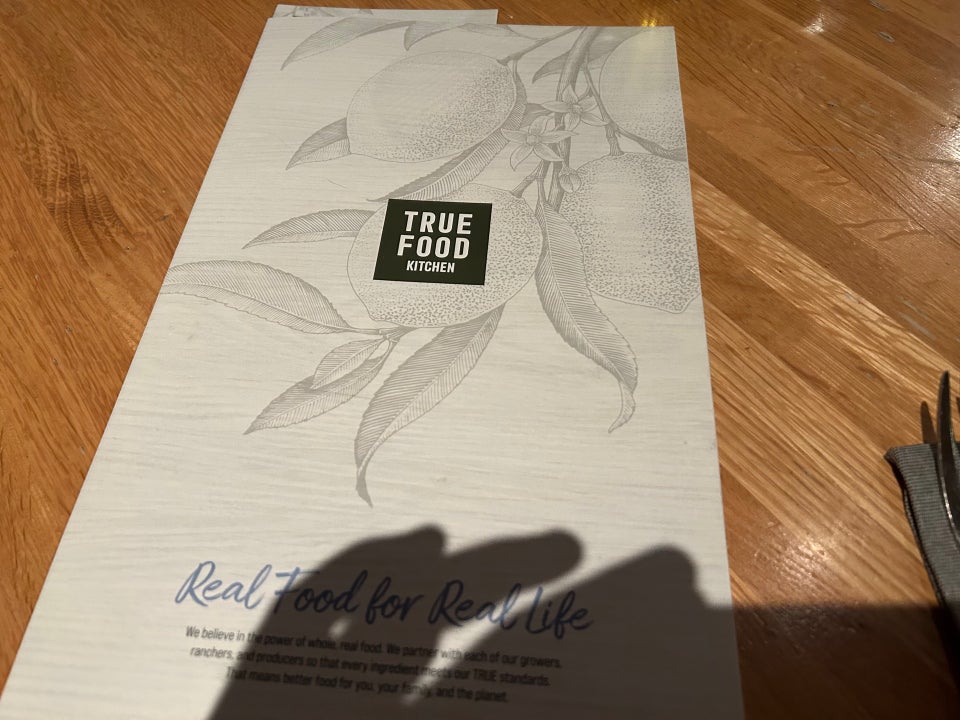 TRUE
FOOD
KITCHEN
Real Food for Real Life
We believe in the power of whole, real food. We partner with each of our growers,
ranchers, and producers so that every ingredient meets our TRUE standards.
That means better food for you, your family, and the planet.